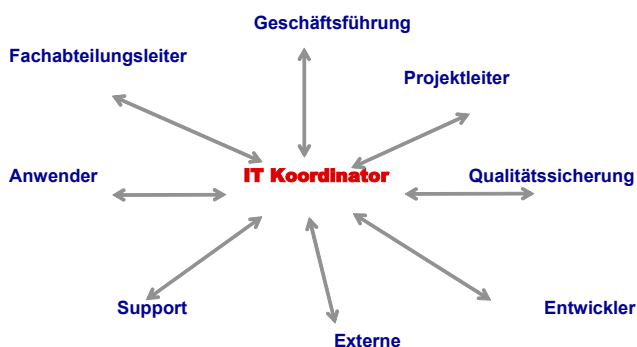 Geschäftsführung
Fachabteilungsleiter
Projektleiter
Anwender
IT Koordinator
Qualitätssicherung
Support
Entwickler
Externe